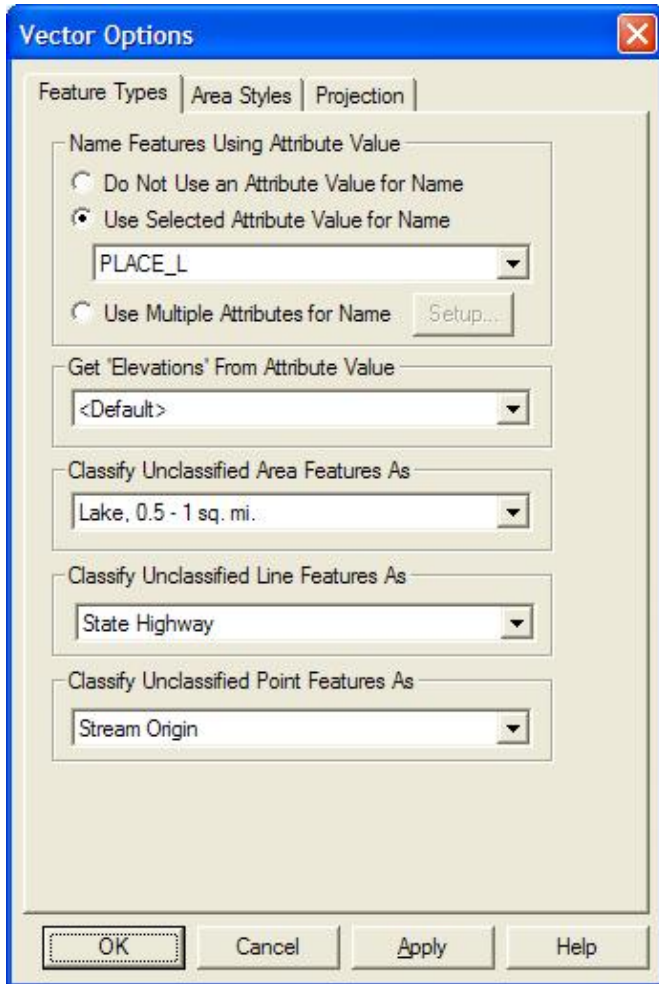 Vector Options
Feature Types
Area Styles
Projection
Name Features Using Attribute Value
Do Not Use an Attribute Value for Name
Use Selected Attribute Value for Name
PLACE_L
Use Multiple Attributes for Name
Setup...
Get 'Elevations' From Attribute Value
<Default>
Classify Unclassified Area Features As
Lake, 0.5 - 1 sq. mi.
Classify Unclassified Line Features As
State Highway
Classify Unclassified Point Features As
Stream Origin
OK
Cancel
Apply
Help